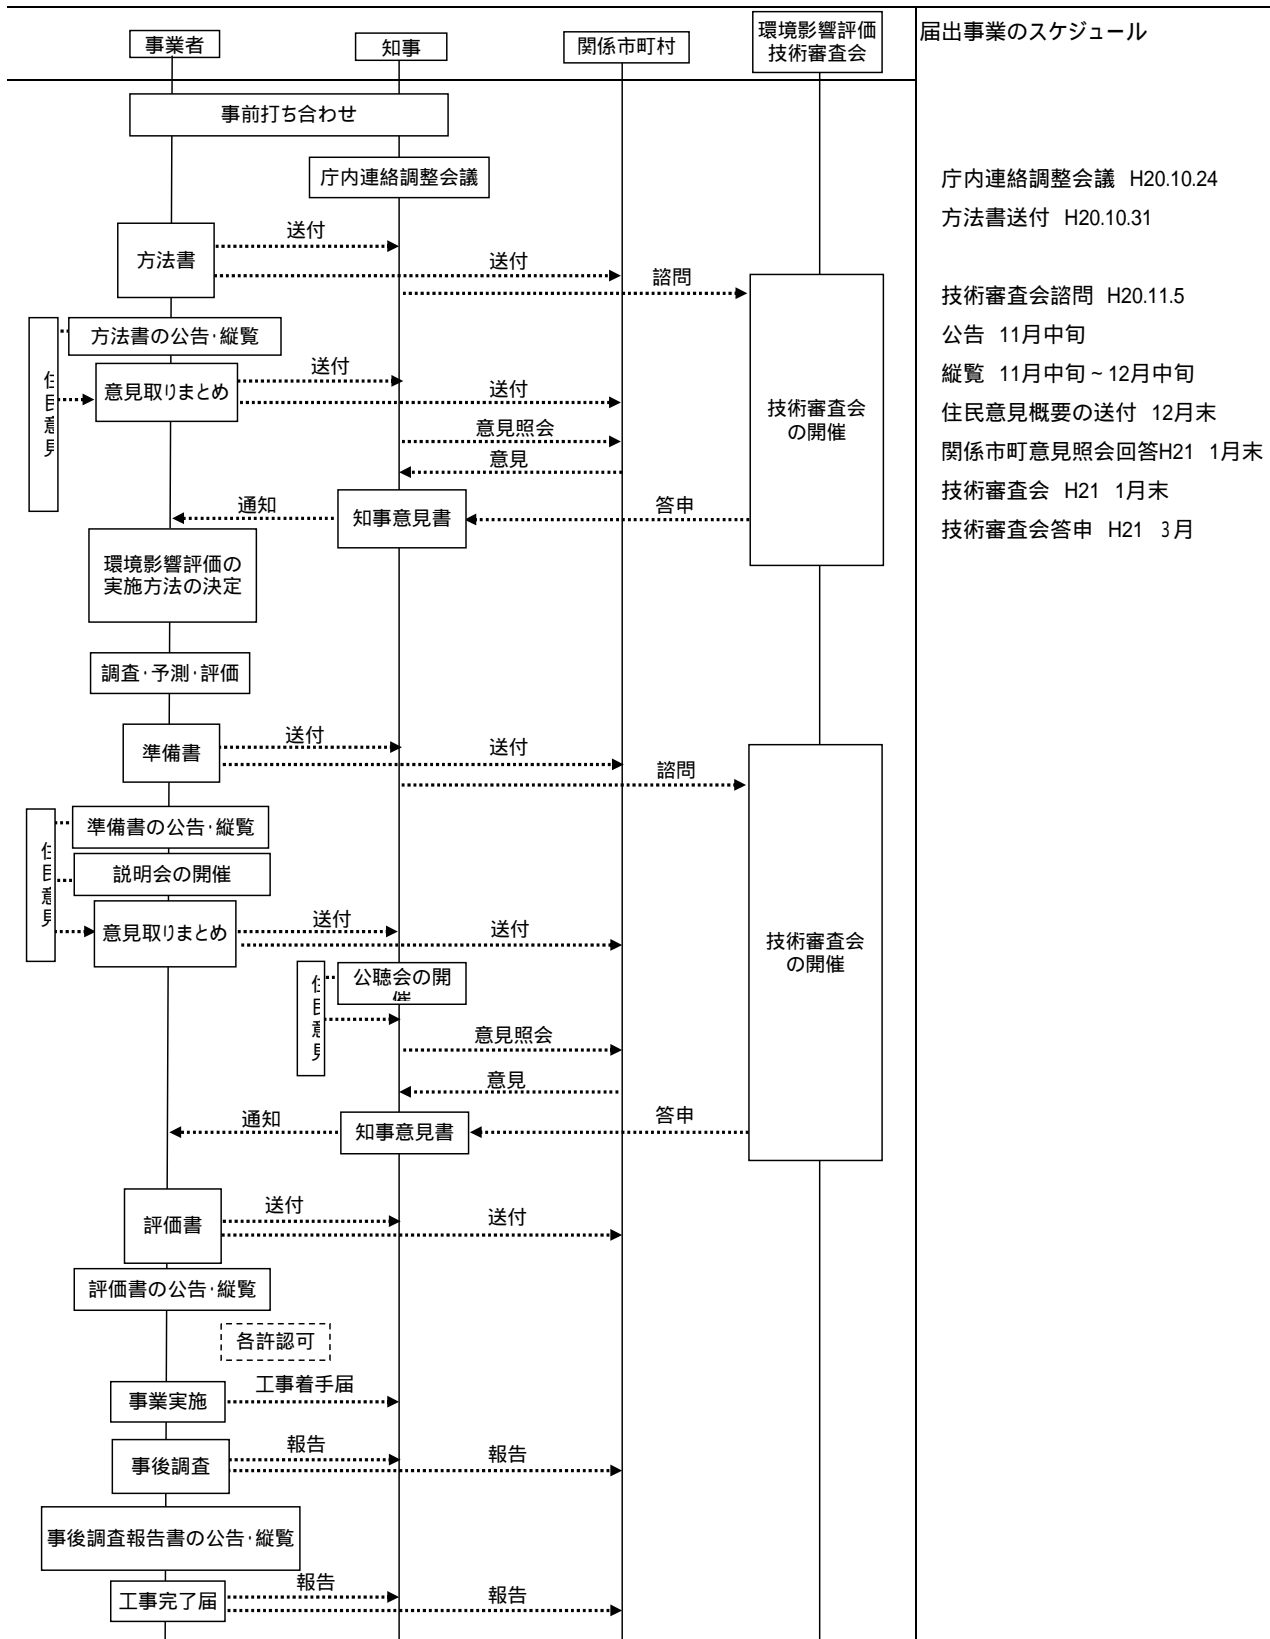 事業者
知事
関係市町村
環境影響評価
技術審査会
届出事業のスケジュール
事前打ち合わせ
庁内連絡調整会議
庁内連絡調整会議 H20.10.24
方法書送付 H20.10.31
方法書
送付
送付
諮問
技術審査会諮問 H20.11.5
方法書の公告･縦覧
公告 11月中旬
住民意見
意見取りまとめ
送付
送付
縦覧 11月中旬～12月中旬
技術審査会
の開催
住民意見概要の送付 12月末
意見照会
意見
関係市町意見照会回答H21 1月末
技術審査会 H21 1月末
通知
知事意見書
答申
技術審査会答申 H21 3月
環境影響評価の
実施方法の決定
調査･予測･評価
準備書
送付
送付
諮問
準備書の公告･縦覧
住民意見
説明会の開催
意見取りまとめ
送付
送付
技術審査会
の開催
住民意見
公聴会の開
催
意見照会
意見
通知
知事意見書
答申
評価書
送付
送付
評価書の公告･縦覧
各許認可
事業実施
工事着手届
事後調査
報告
報告
事後調査報告書の公告･縦覧
工事完了届
報告
報告